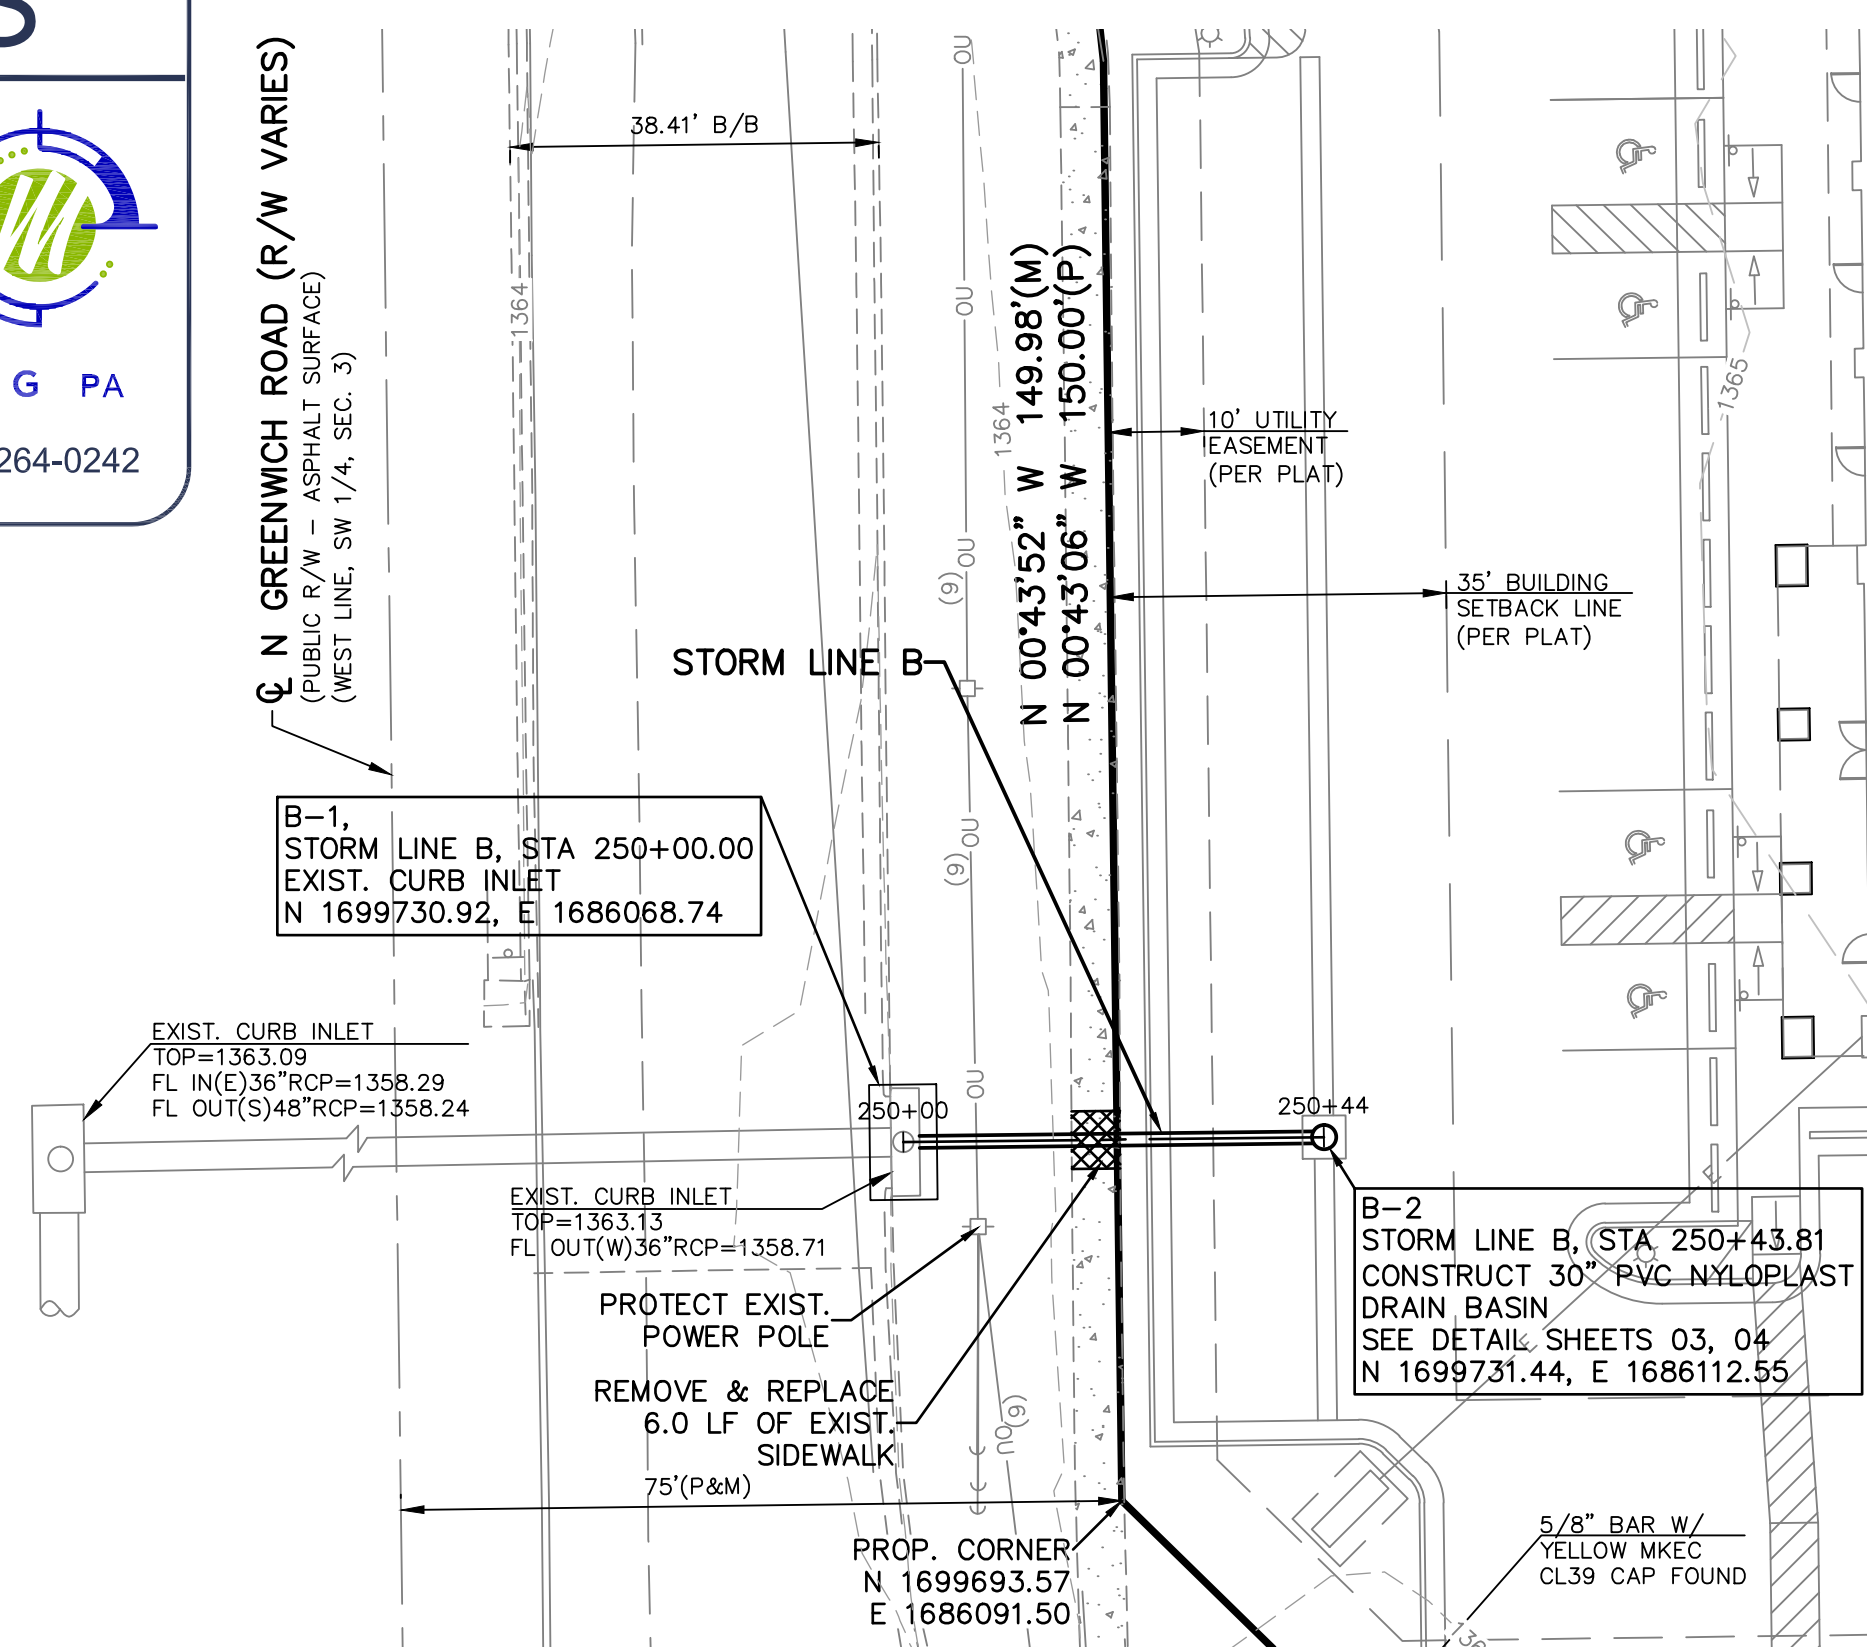 S
G PA
264-0242
℄ N GREENWICH ROAD (R/W VARIES)
(PUBLIC R/W - ASPHALT SURFACE)
(WEST LINE, SW 1/4, SEC. 3)
38.41' B/B
1364
OU
OU
(9) OU
(9) OU
OU
OU (9)
1364
N 00°43'52" W 149.98'(M)
N 00°43'06" W 150.00'(P)
10' UTILITY
EASEMENT
(PER PLAT)
35' BUILDING
SETBACK LINE
(PER PLAT)
1365
STORM LINE B
B-1,
STORM LINE B, STA 250+00.00
EXIST. CURB INLET
N 1699730.92, E 1686068.74
EXIST. CURB INLET
TOP=1363.09
FL IN(E)36"RCP=1358.29
FL OUT(S)48"RCP=1358.24
250+00
250+44
EXIST. CURB INLET
TOP=1363.13
FL OUT(W)36"RCP=1358.71
PROTECT EXIST.
POWER POLE
REMOVE & REPLACE
6.0 LF OF EXIST.
SIDEWALK
75'(P&M)
B-2
STORM LINE B, STA 250+43.81
CONSTRUCT 30" PVC NYLOPLAST
DRAIN BASIN
SEE DETAIL SHEETS 03, 04
N 1699731.44, E 1686112.55
E
E
PROP. CORNER
N 1699693.57
E 1686091.50
5/8" BAR W/
YELLOW MKEC
CL39 CAP FOUND